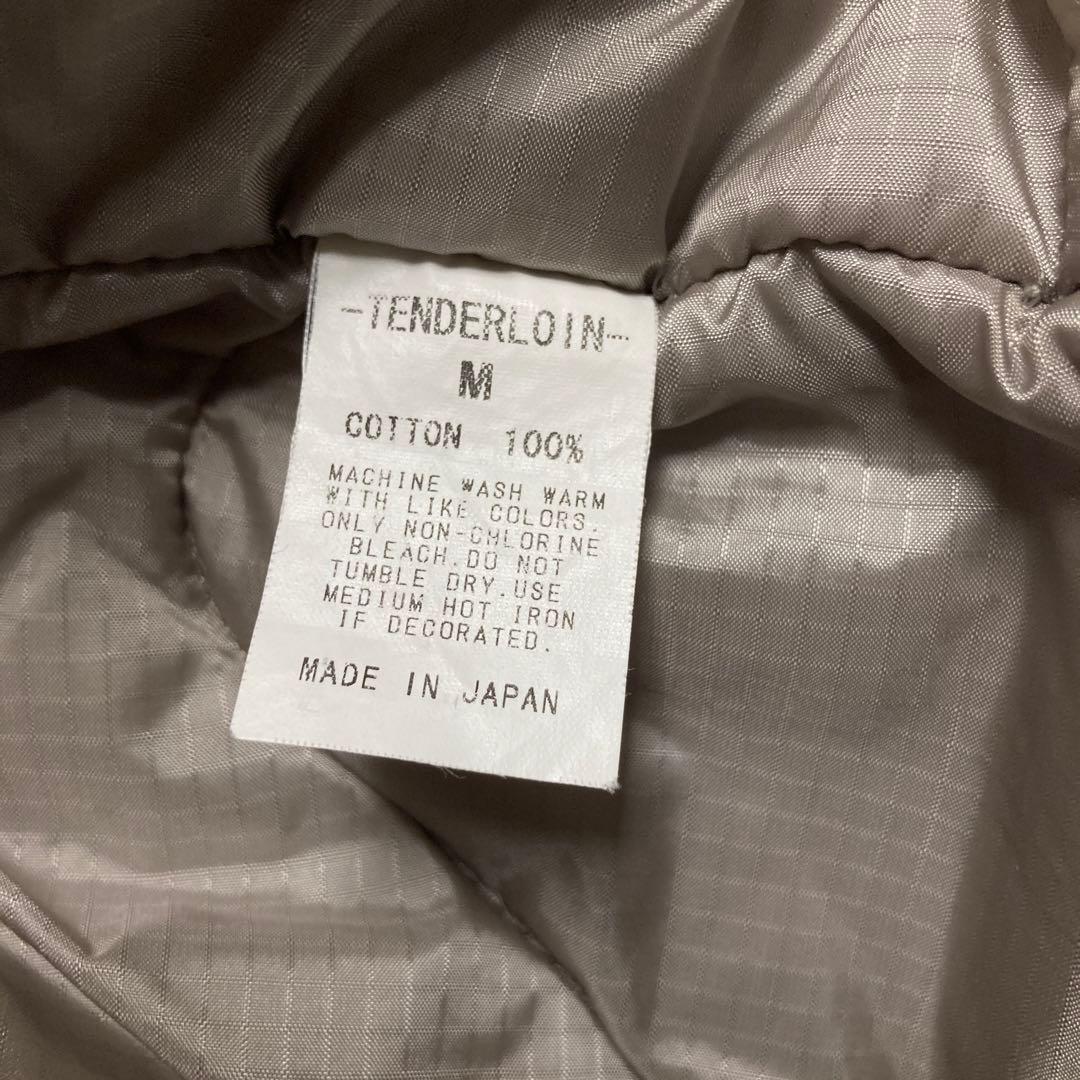 -TENDERLOIN-
M
COTTON 100%
MACHINE WASH WARM
WITH LIKE COLORS.
ONLY NON-CHLORINE
BLEACH.DO NOT
TUMBLE DRY.USE
MEDIUM HOT IRON
IF DECORATED.
MADE IN JAPAN